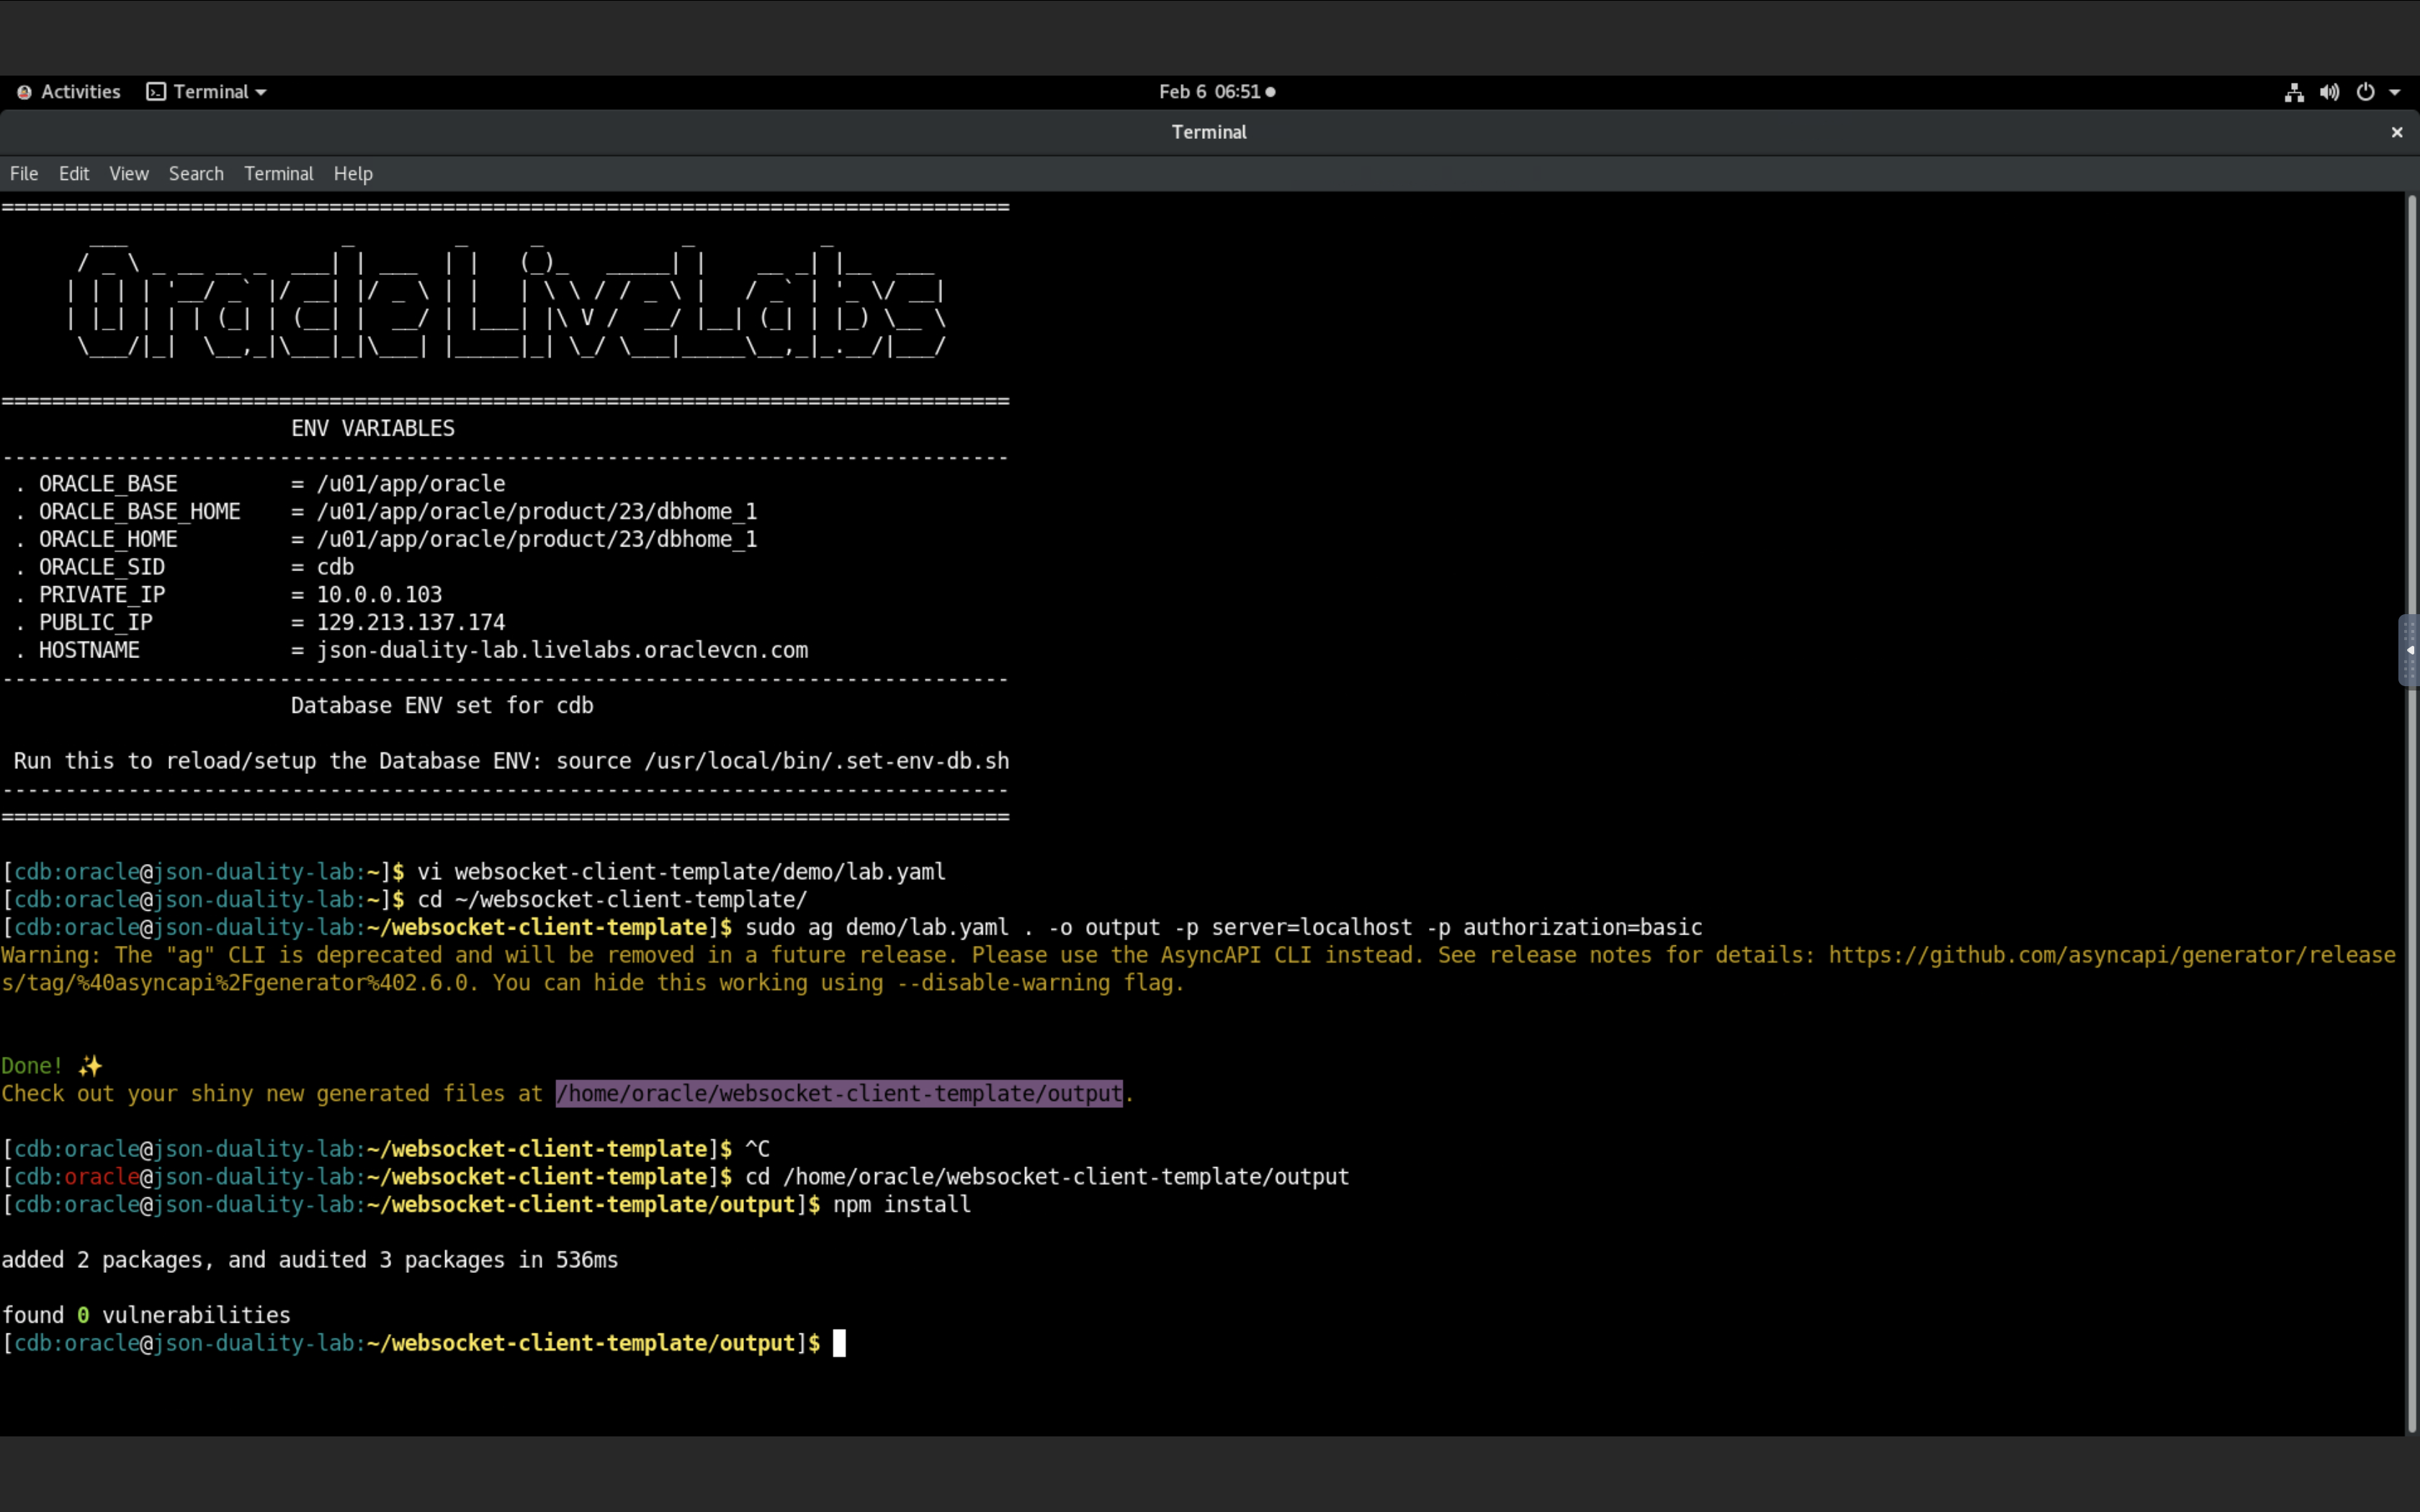 Activities Terminal Feb 6 06:51
Terminal
File Edit View Search Terminal Help
================================================================================
Oracle LiveLabs
================================================================================
ENV VARIABLES
--------------------------------------------------------------------------------
. ORACLE_BASE = /u01/app/oracle
. ORACLE_BASE_HOME = /u01/app/oracle/product/23/dbhome_1
. ORACLE_HOME = /u01/app/oracle/product/23/dbhome_1
. ORACLE_SID = cdb
. PRIVATE_IP = 10.0.0.103
. PUBLIC_IP = 129.213.137.174
. HOSTNAME = json-duality-lab.livelabs.oraclevcn.com
--------------------------------------------------------------------------------
Database ENV set for cdb
Run this to reload/setup the Database ENV: source /usr/local/bin/.set-env-db.sh
--------------------------------------------------------------------------------
================================================================================
[cdb:oracle@json-duality-lab:~]$ vi websocket-client-template/demo/lab.yaml
[cdb:oracle@json-duality-lab:~]$ cd ~/websocket-client-template/
[cdb:oracle@json-duality-lab:~/websocket-client-template]$ sudo ag demo/lab.yaml . -o output -p server=localhost -p authorization=basic
Warning: The "ag" CLI is deprecated and will be removed in a future release. Please use the AsyncAPI CLI instead. See release notes for details: https://github.com/asyncapi/generator/release
s/tag/%40asyncapi%2Fgenerator%402.6.0. You can hide this working using --disable-warning flag.
Done! ✨
Check out your shiny new generated files at /home/oracle/websocket-client-template/output.
[cdb:oracle@json-duality-lab:~/websocket-client-template]$ ^C
[cdb:oracle@json-duality-lab:~/websocket-client-template]$ cd /home/oracle/websocket-client-template/output
[cdb:oracle@json-duality-lab:~/websocket-client-template/output]$ npm install
added 2 packages, and audited 3 packages in 536ms
found 0 vulnerabilities
[cdb:oracle@json-duality-lab:~/websocket-client-template/output]$